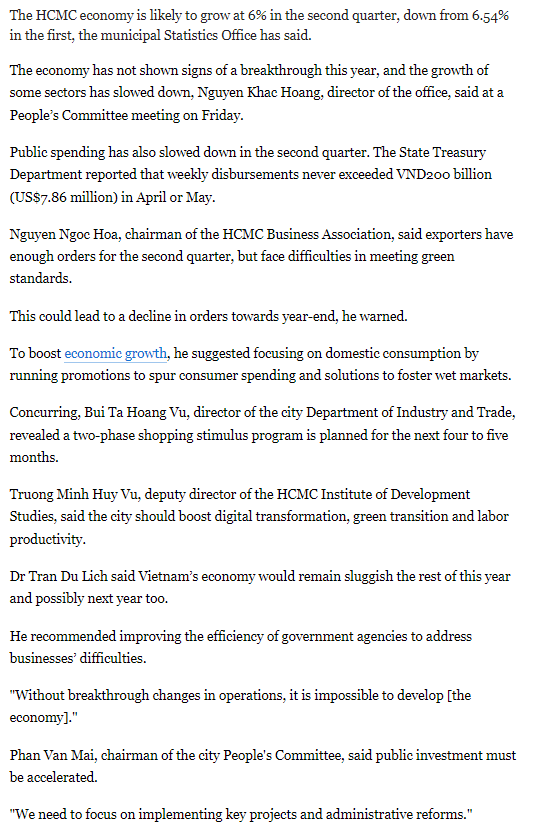 The HCMC economy is likely to grow at 6% in the second quarter, down from 6.54%
in the first, the municipal Statistics Office has said.
The economy has not shown signs of a breakthrough this year, and the growth of
some sectors has slowed down, Nguyen Khac Hoang, director of the office, said at a
People’s Committee meeting on Friday.
Public spending has also slowed down in the second quarter. The State Treasury
Department reported that weekly disbursements never exceeded VND200 billion
(US$7.86 million) in April or May.
Nguyen Ngoc Hoa, chairman of the HCMC Business Association, said exporters have
enough orders for the second quarter, but face difficulties in meeting green
standards.
This could lead to a decline in orders towards year-end, he warned.
To boost economic growth, he suggested focusing on domestic consumption by
running promotions to spur consumer spending and solutions to foster wet markets.
Concurring, Bui Ta Hoang Vu, director of the city Department of Industry and Trade,
revealed a two-phase shopping stimulus program is planned for the next four to five
months.
Truong Minh Huy Vu, deputy director of the HCMC Institute of Development
Studies, said the city should boost digital transformation, green transition and labor
productivity.
Dr Tran Du Lich said Vietnam’s economy would remain sluggish the rest of this year
and possibly next year too.
He recommended improving the efficiency of government agencies to address
businesses’ difficulties.
"Without breakthrough changes in operations, it is impossible to develop [the
economy]."
Phan Van Mai, chairman of the city People's Committee, said public investment must
be accelerated.
"We need to focus on implementing key projects and administrative reforms."